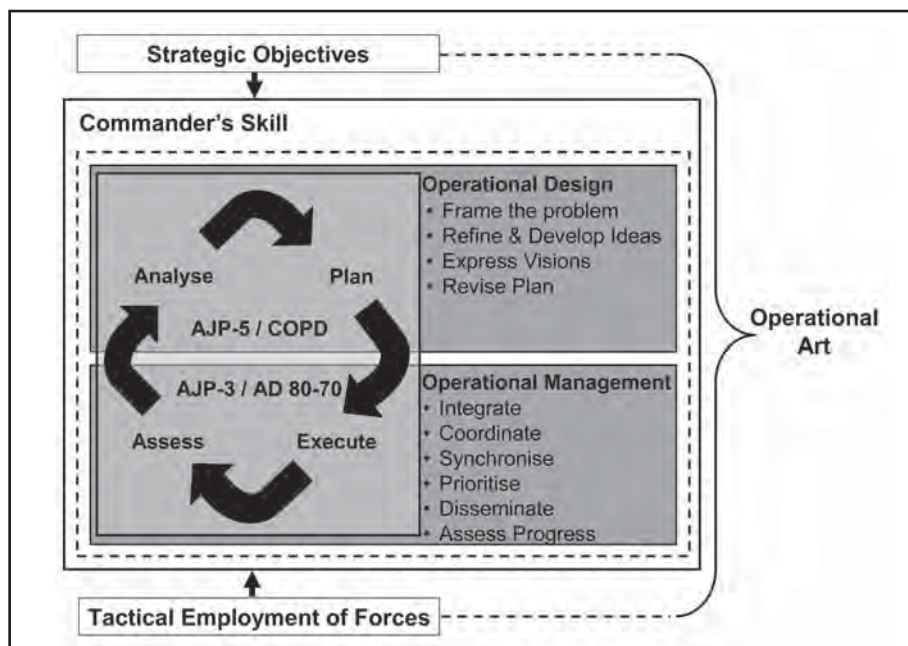 Strategic Objectives
Commander's Skill
Analyse
Plan
AJP-5 / COPD
AJP-3 / AD 80-70
Assess
Execute
Operational Design
• Frame the problem
• Refine & Develop Ideas
• Express Visions
• Revise Plan
Operational Management
• Integrate
• Coordinate
• Synchronise
• Prioritise
• Disseminate
• Assess Progress
Operational
Art
Tactical Employment of Forces